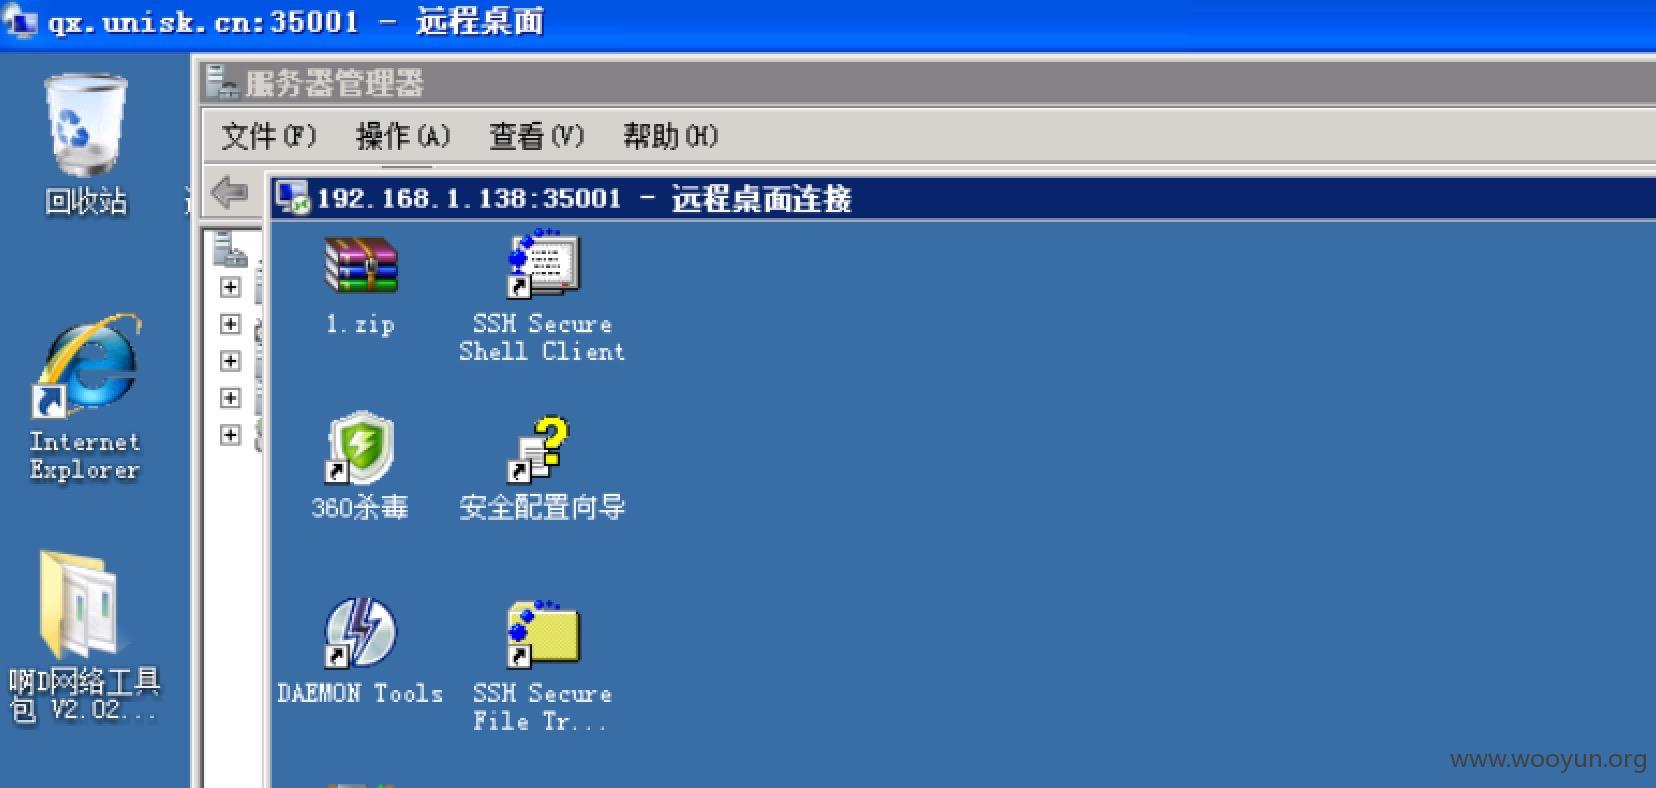 qx.unisk.cn:35001 - 远程桌面
服务器管理器
文件(F) 操作(A) 查看(V) 帮助(H)
回收站
192.168.1.138:35001 - 远程桌面连接
1.zip
SSH Secure
Shell Client
Internet
Explorer
360杀毒
安全配置向导
啊D网络工具
包 V2.02...
DAEMON Tools
SSH Secure
File Tr...
www.wooyun.org